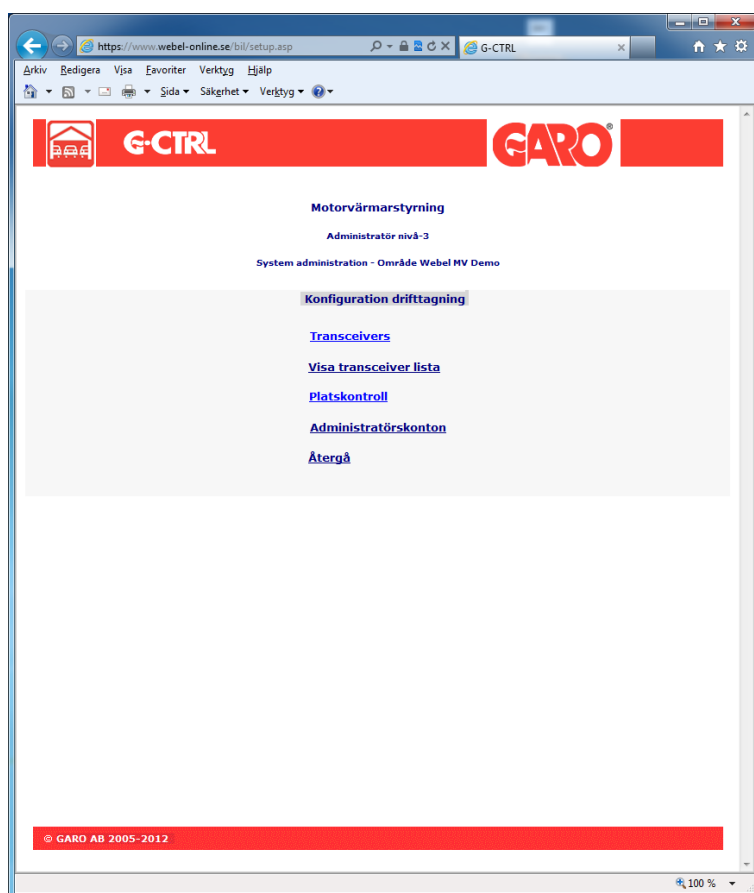 https://www.webel-online.se/bil/setup.asp
G-CTRL
Arkiv Redigera Visa Favoriter Verktyg Hjälp
Sida Säkerhet Verktyg
G-CTRL GARO®
Motorvärmarstyrning
Administratör nivå-3
System administration - Område Webel MV Demo
Konfiguration drifttagning
Transceivers
Visa transceiver lista
Platskontroll
Administratörskonton
Återgå
© GARO AB 2005-2012
100 %